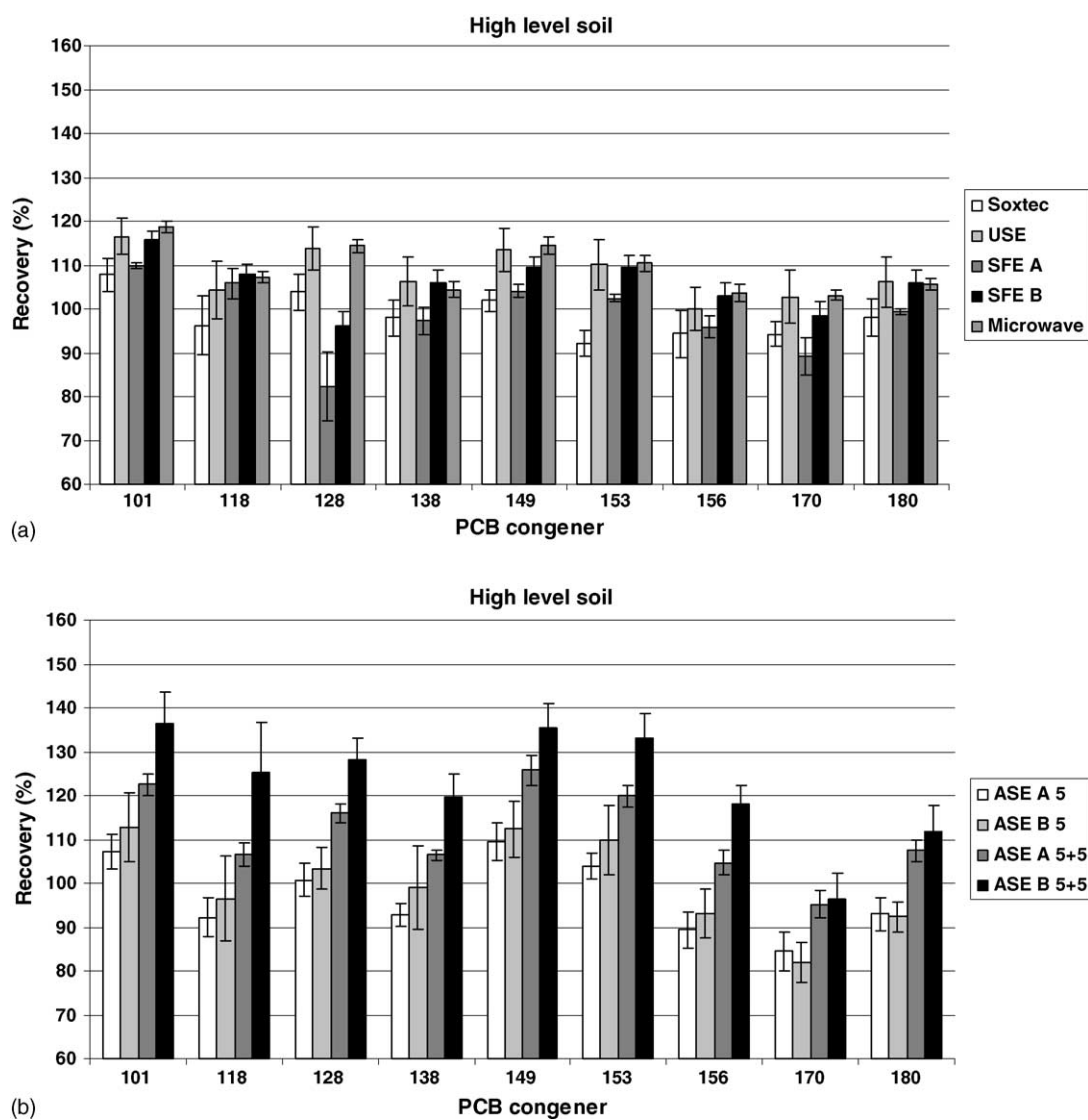 High level soil
160
150
140
130
120
110
100
90
80
70
60
Recovery (%)
101 118 128 138 149 153 156 170 180
PCB congener
Soxtec
USE
SFE A
SFE B
Microwave
(a)
High level soil
160
150
140
130
120
110
100
90
80
70
60
Recovery (%)
101 118 128 138 149 153 156 170 180
PCB congener
ASE A 5
ASE B 5
ASE A 5+5
ASE B 5+5
(b)